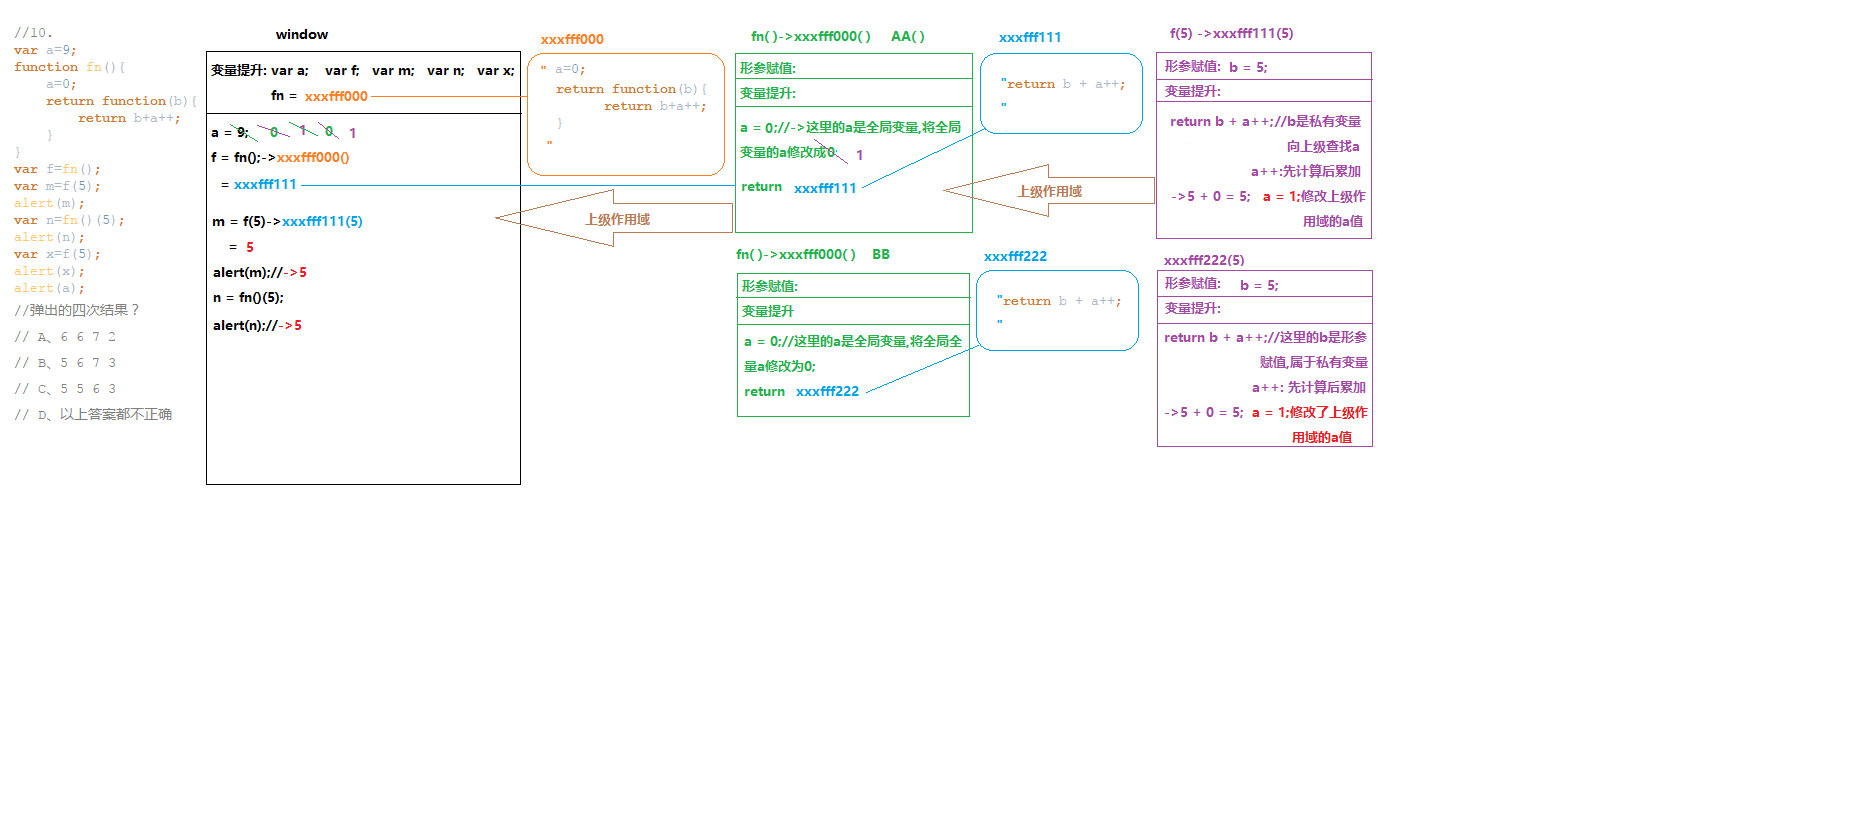 //10.
var a=9;
function fn(){
a=0;
return function(b){
return b+a++;
}
}
var f=fn();
var m=f(5);
alert(m);
var n=fn()(5);
alert(n);
var x=f(5);
alert(x);
alert(a);
//弹出的四次结果？
// A、6 6 7 2
// B、5 6 7 3
// C、5 5 6 3
// D、以上答案都不正确
window
变量提升: var a; var f; var m; var n; var x;
fn = xxxfff000
a = 9; 0 1 0 1
f = fn();->xxxfff000()
= xxxfff111
m = f(5)->xxxfff111(5)
= 5
alert(m);//->5
n = fn()(5);
alert(n);//->5
xxxfff000
" a=0;
return function(b){
return b+a++;
}
"
上级作用域
fn()->xxxfff000() AA()
形参赋值:
变量提升:
a = 0;//->这里的a是全局变量,将全局
变量的a修改成0 1
return xxxfff111
xxxfff111
"return b + a++;
"
上级作用域
f(5) ->xxxfff111(5)
形参赋值: b = 5;
变量提升:
return b + a++;//b是私有变量
向上级查找a
a++:先计算后累加
->5 + 0 = 5; a = 1;修改上级作
用域的a值
fn()->xxxfff000() BB
形参赋值:
变量提升
a = 0;//这里的a是全局变量,将全局全
量a修改为0;
return xxxfff222
xxxfff222
"return b + a++;
"
xxxfff222(5)
形参赋值: b = 5;
变量提升:
return b + a++;//这里的b是形参
赋值,属于私有变量
a++: 先计算后累加
->5 + 0 = 5; a = 1;修改了上级作
用域的a值